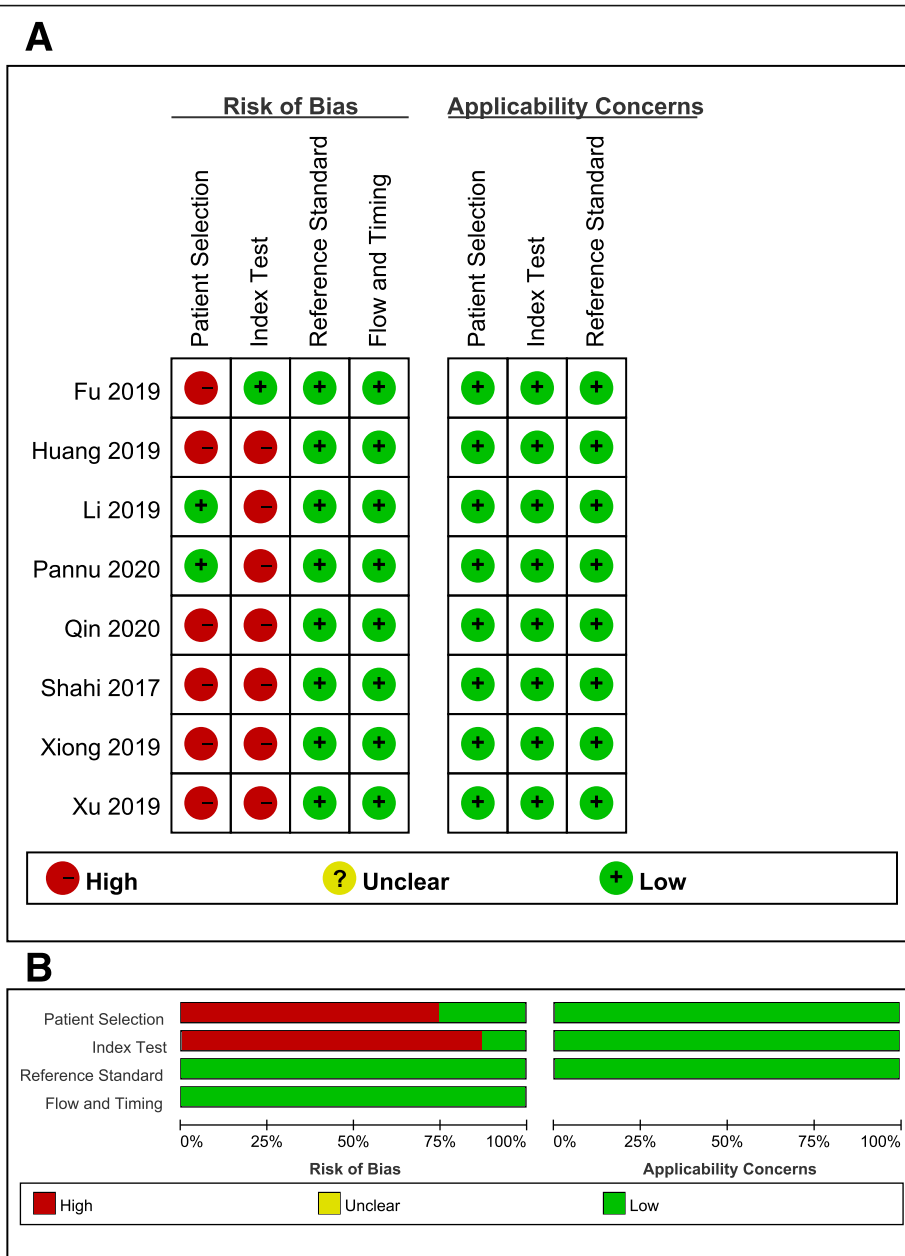 A
Risk of Bias Applicability Concerns
Patient Selection
Index Test
Reference Standard
Flow and Timing
Patient Selection
Index Test
Reference Standard
Fu 2019 – + + + + + +
Huang 2019 – – + + + + +
Li 2019 + – + + + + +
Pannu 2020 + – + + + + +
Qin 2020 – – + + + + +
Shahi 2017 – – + + + + +
Xiong 2019 – – + + + + +
Xu 2019 – – + + + + +
– High ? Unclear + Low
B
Patient Selection
Index Test
Reference Standard
Flow and Timing
0% 25% 50% 75% 100% 0% 25% 50% 75% 100%
Risk of Bias Applicability Concerns
High Unclear Low